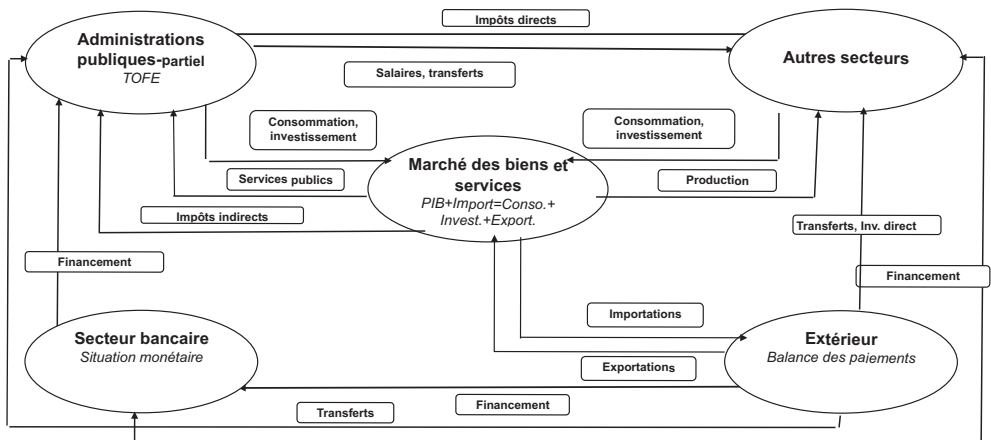 Impôts directs
Administrations
publiques-partiel
TOFE
Autres secteurs
Salaires, transferts
Consommation,
investissement
Consommation,
investissement
Marché des biens et
services
PIB+Import=Conso.+
Invest.+Export.
Services publics
Production
Impôts indirects
Transferts, Inv. direct
Financement
Financement
Importations
Secteur bancaire
Situation monétaire
Extérieur
Balance des paiements
Exportations
Financement
Transferts